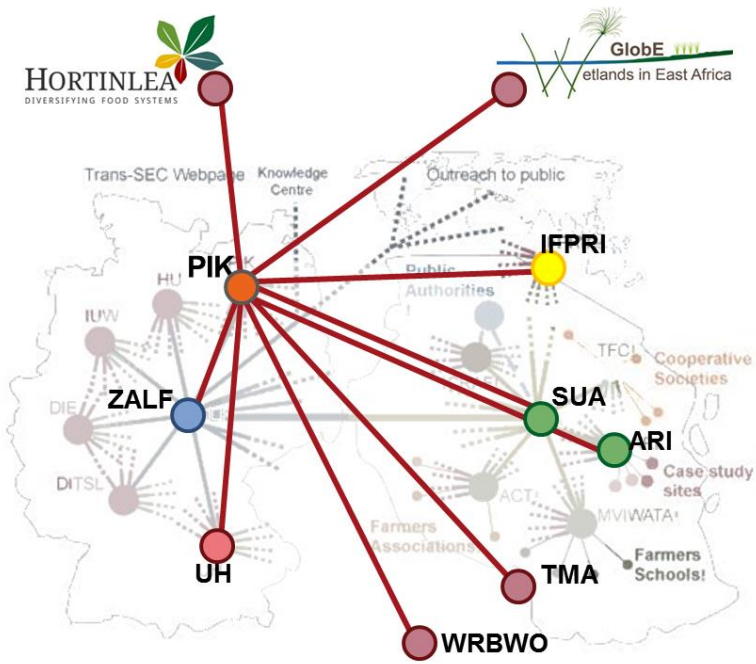 HORTINLEA
DIVERSIFYING FOOD SYSTEMS
GlobE
Wetlands in East Africa
Trans-SEC Webpage
Knowledge
Centre
Outreach to public
IFPRI
PIK
Public
Authorities
HU
IUW
TFC
Cooperative
Societies
ZALF
SUA
DIE
ARI
Case study
sites
DITSL
ACT
MVIWATA
Farmers
Associations
Farmers
Schools!
UH
TMA
WRBWO